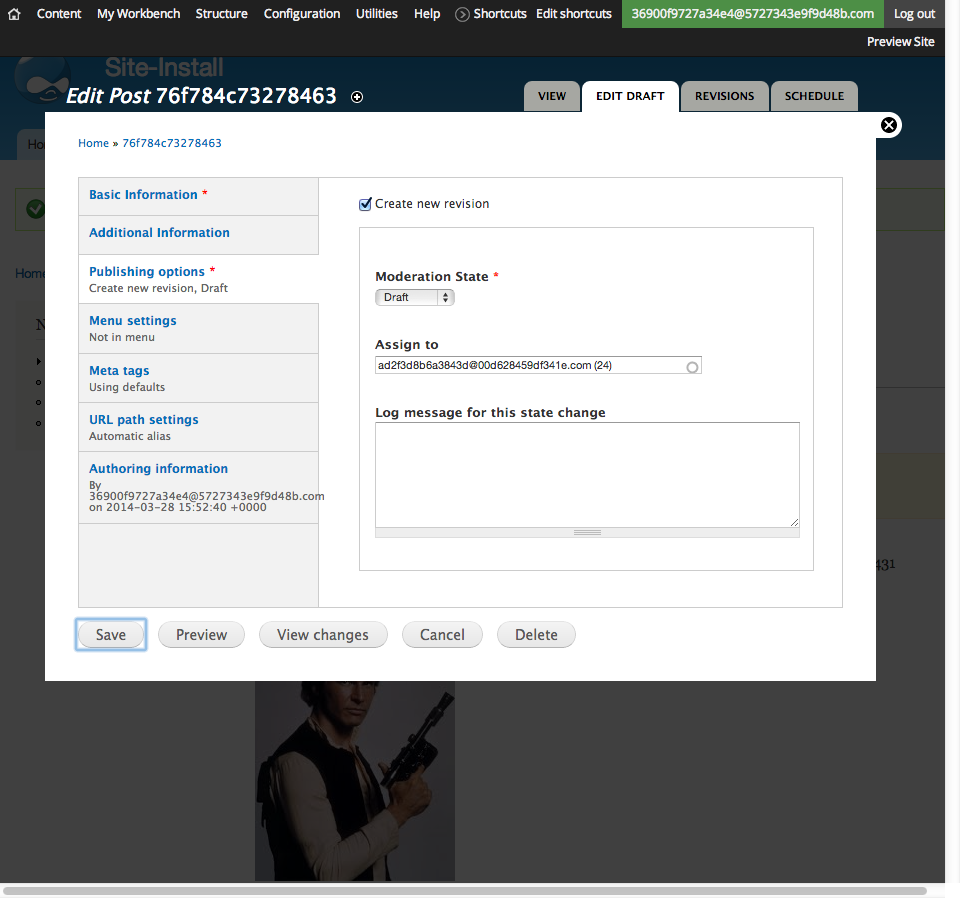 Content My Workbench Structure Configuration Utilities Help Shortcuts Edit shortcuts 36900f9727a34e4@5727343e9f9d48b.com Log out
Preview Site
Site-Install
Edit Post 76f784c73278463
VIEW EDIT DRAFT REVISIONS SCHEDULE
Home » 76f784c73278463
Home
Basic Information *
Additional Information
Publishing options *
Create new revision, Draft
Menu settings
Not in menu
Meta tags
Using defaults
URL path settings
Automatic alias
Authoring information
By
36900f9727a34e4@5727343e9f9d48b.com
on 2014-03-28 15:52:40 +0000
Create new revision
Moderation State *
Draft
Assign to
ad2f3d8b6a3843d@00d628459df341e.com (24)
Log message for this state change
Save Preview View changes Cancel Delete